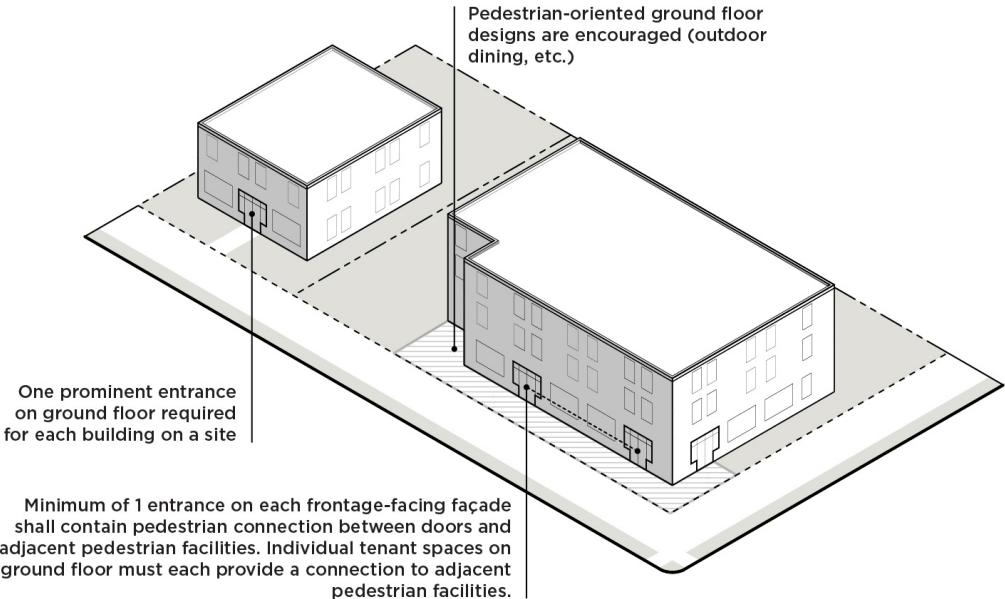 Pedestrian-oriented ground floor
designs are encouraged (outdoor
dining, etc.)
One prominent entrance
on ground floor required
for each building on a site
Minimum of 1 entrance on each frontage-facing façade
shall contain pedestrian connection between doors and
adjacent pedestrian facilities. Individual tenant spaces on
ground floor must each provide a connection to adjacent
pedestrian facilities.